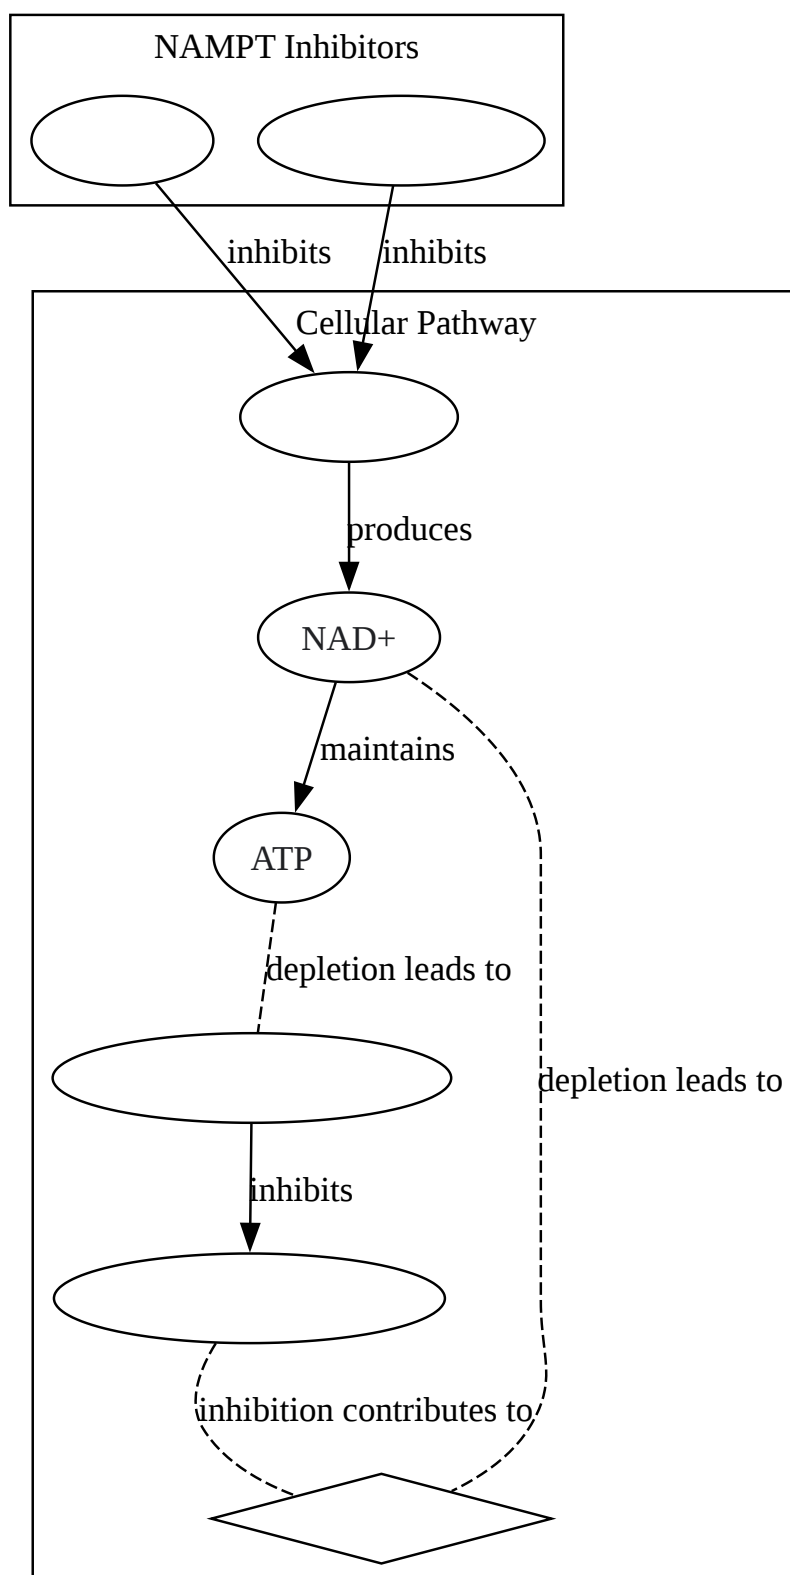 NAMPT Inhibitors
inhibits
inhibits
Cellular Pathway
produces
NAD+
maintains
ATP
depletion leads to
depletion leads to
inhibits
inhibition contributes to